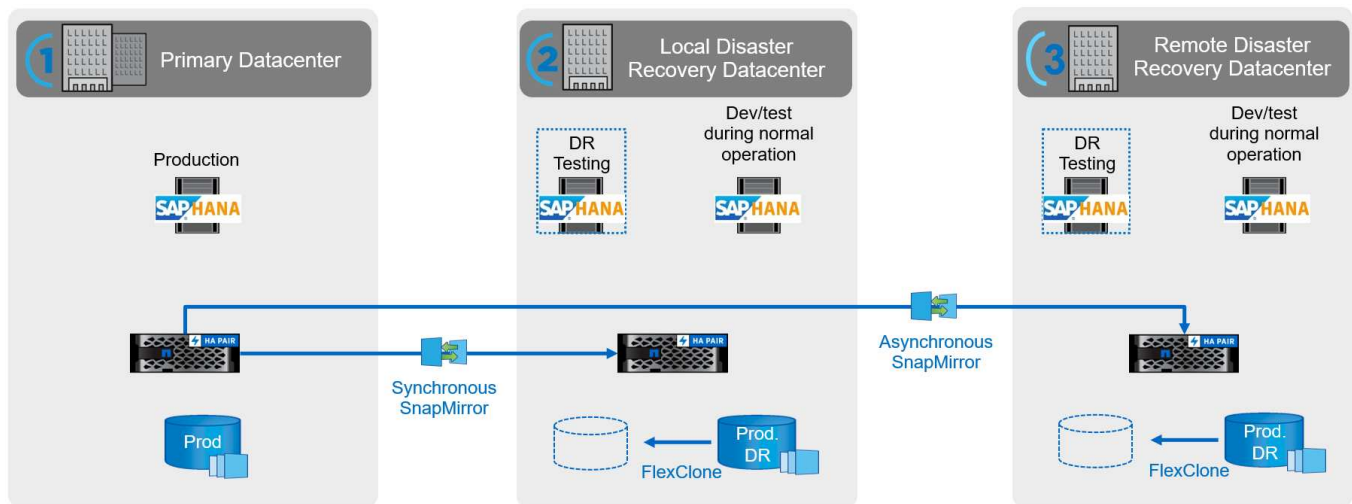 1
Primary Datacenter
Production
SAP HANA
HA PAIR
Prod
Synchronous
SnapMirror
2
Local Disaster
Recovery Datacenter
DR
Testing
SAP HANA
Dev/test
during normal
operation
SAP HANA
HA PAIR
FlexClone
Prod.
DR
Asynchronous
SnapMirror
3
Remote Disaster
Recovery Datacenter
DR
Testing
SAP HANA
Dev/test
during normal
operation
SAP HANA
HA PAIR
FlexClone
Prod.
DR